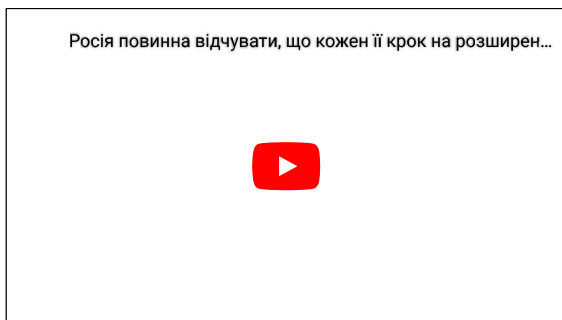 Росія повинна відчувати, що кожен її крок на розширен...